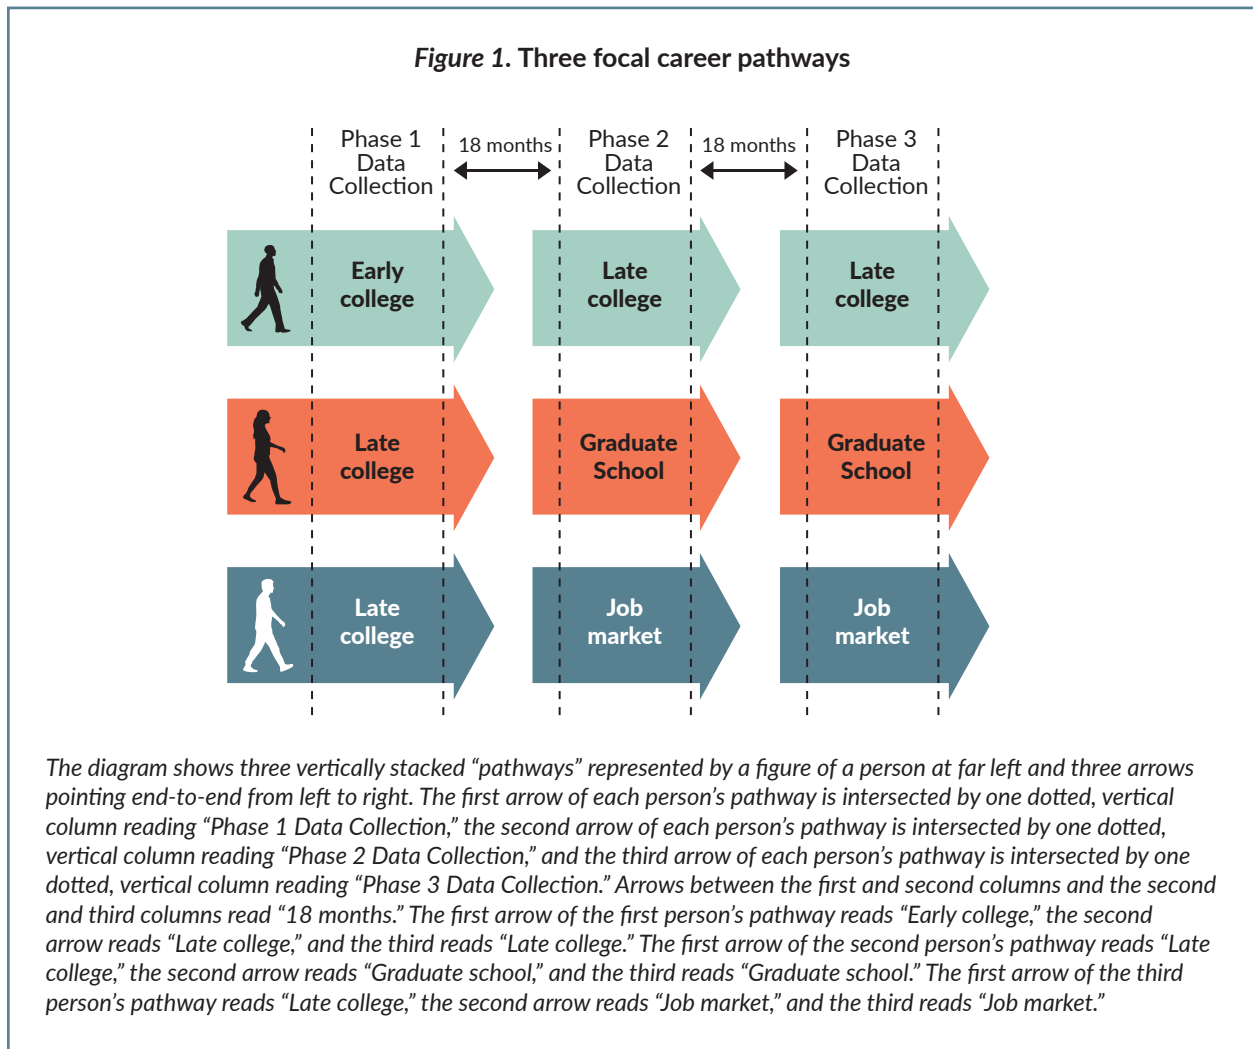 Figure 1. Three focal career pathways
Phase 1
Data
Collection
18 months
Phase 2
Data
Collection
18 months
Phase 3
Data
Collection
Early
college
Late
college
Late
college
Late
college
Graduate
School
Graduate
School
Late
college
Job
market
Job
market
The diagram shows three vertically stacked “pathways” represented by a figure of a person at far left and three arrows
pointing end-to-end from left to right. The first arrow of each person’s pathway is intersected by one dotted, vertical
column reading “Phase 1 Data Collection,” the second arrow of each person’s pathway is intersected by one dotted,
vertical column reading “Phase 2 Data Collection,” and the third arrow of each person’s pathway is intersected by one
dotted, vertical column reading “Phase 3 Data Collection.” Arrows between the first and second columns and the second
and third columns read “18 months.” The first arrow of the first person’s pathway reads “Early college,” the second
arrow reads “Late college,” and the third reads “Late college.” The first arrow of the second person’s pathway reads “Late
college,” the second arrow reads “Graduate school,” and the third reads “Graduate school.” The first arrow of the third
person’s pathway reads “Late college,” the second arrow reads “Job market,” and the third reads “Job market.”